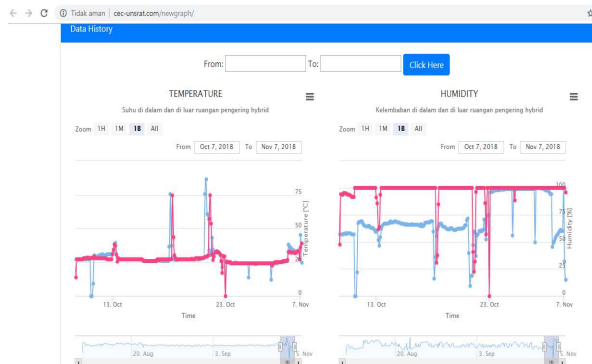 Tidak aman | cec-unsrat.com/newgraph/
Data History
From: To: Click Here
TEMPERATURE
Suhu di dalam dan di luar ruangan pengering hybrid
Zoom 1H 1M 1B All
From Oct 7, 2018 To Nov 7, 2018
75
50
25
0
Temperature [°C]
13. Oct 23. Oct 7. Nov
Time
20. Aug 3. Sep 5. Nov
HUMIDITY
Kelembaban di dalam dan di luar ruangan pengering hybrid
Zoom 1H 1M 1B All
From Oct 7, 2018 To Nov 7, 2018
100
75
50
25
0
Humidity [%]
13. Oct 23. Oct 7. Nov
Time
20. Aug 3. Sep 5. Nov